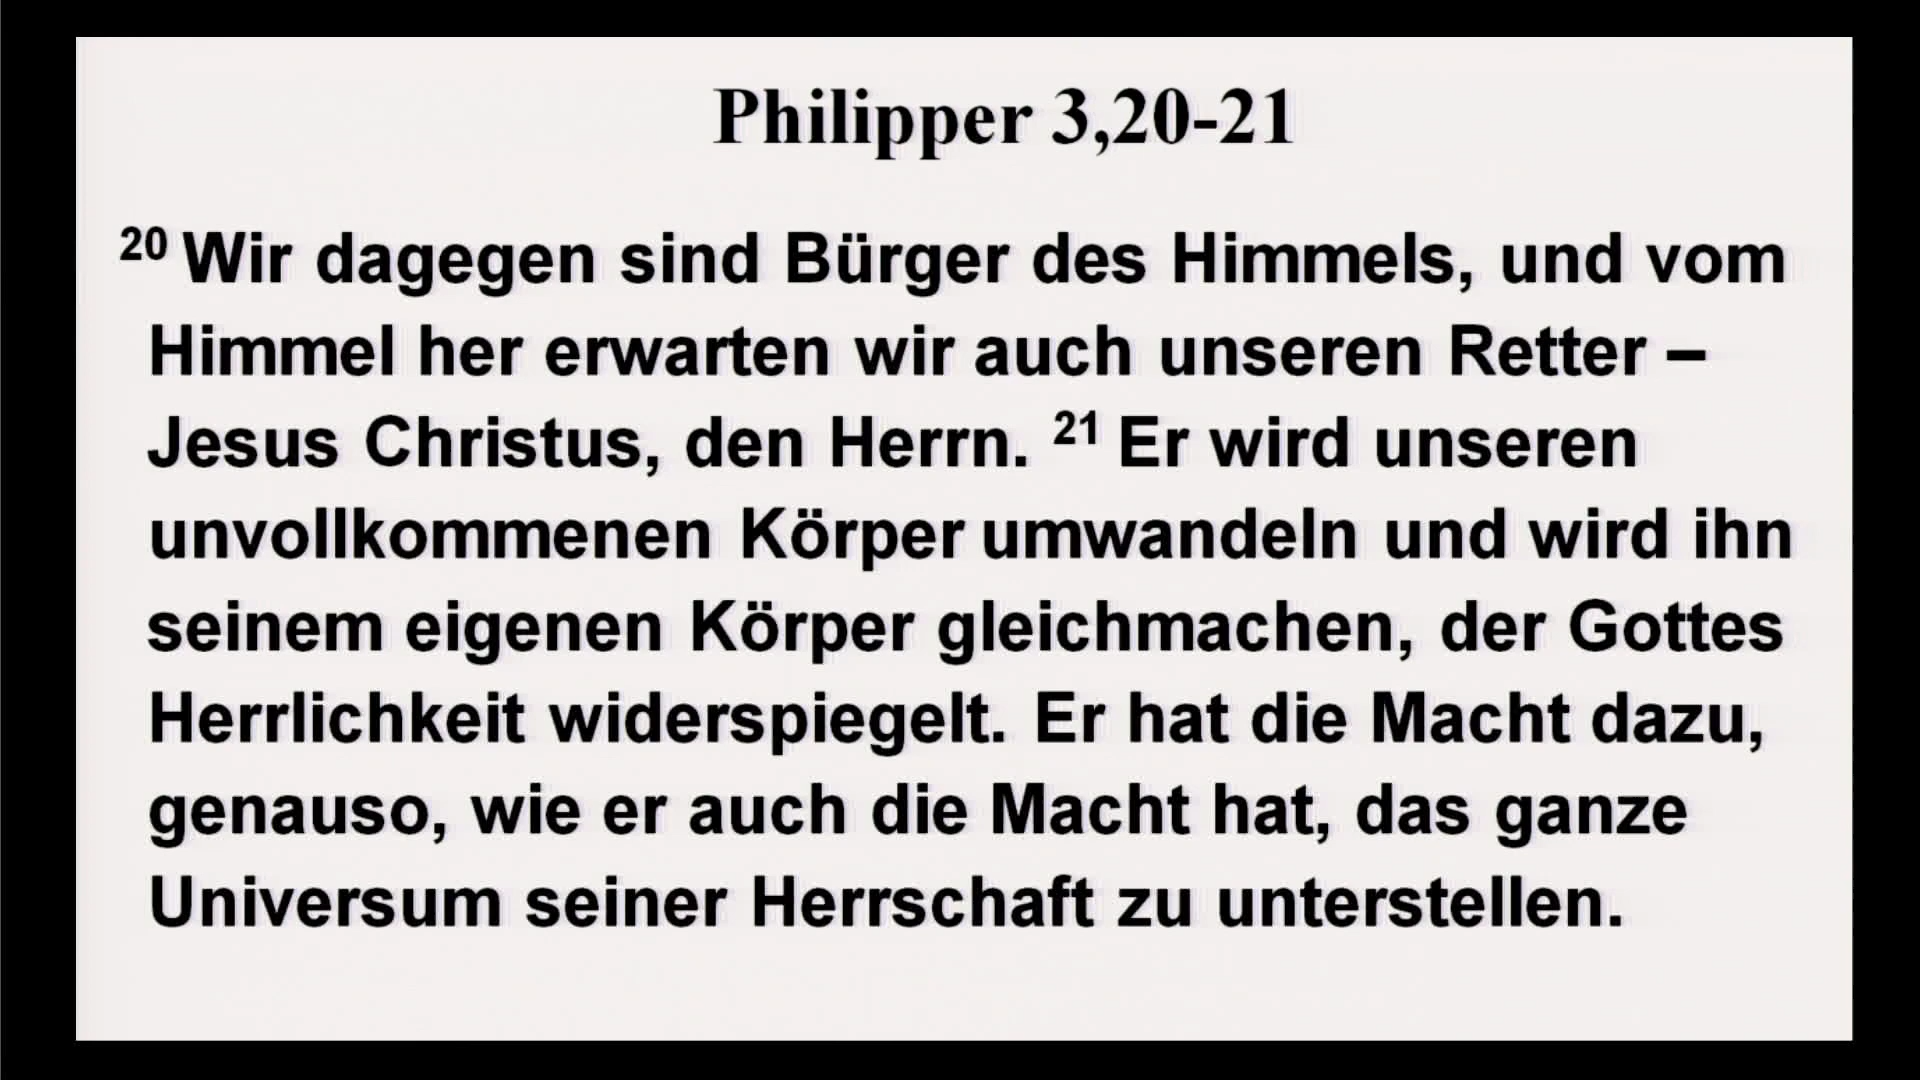 Philipper 3,20-21
20 Wir dagegen sind Bürger des Himmels, und vom
Himmel her erwarten wir auch unseren Retter –
Jesus Christus, den Herrn. 21 Er wird unseren
unvollkommenen Körper umwandeln und wird ihn
seinem eigenen Körper gleichmachen, der Gottes
Herrlichkeit widerspiegelt. Er hat die Macht dazu,
genauso, wie er auch die Macht hat, das ganze
Universum seiner Herrschaft zu unterstellen.